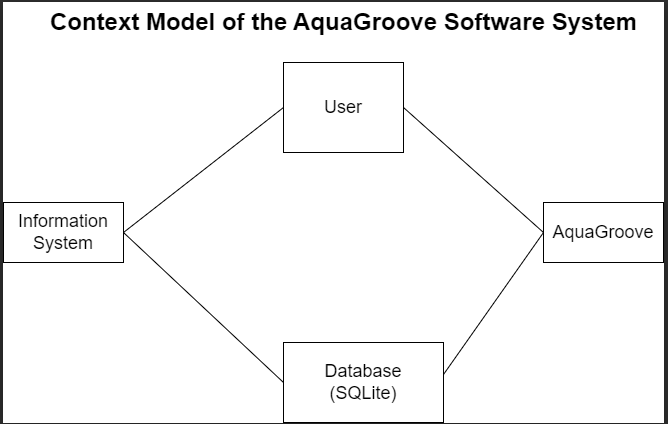 Context Model of the AquaGroove Software System
User
Information
System
AquaGroove
Database
(SQLite)